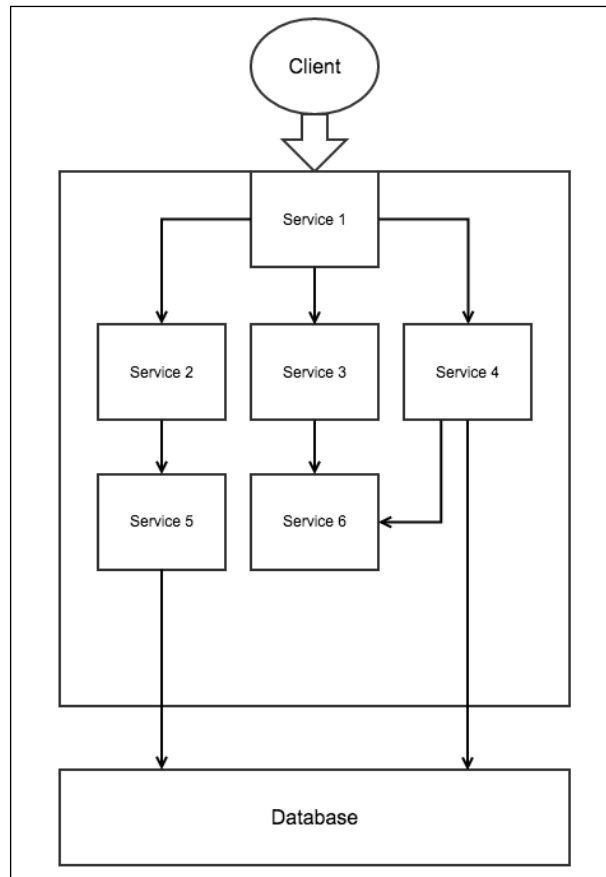 Client
Service 1
Service 2
Service 3
Service 4
Service 5
Service 6
Database